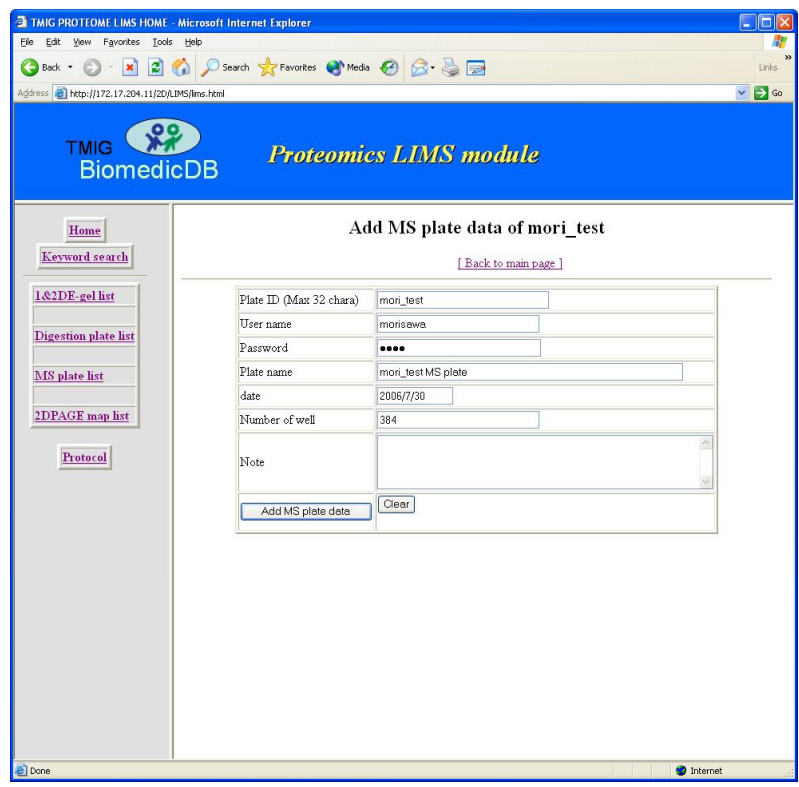 TMIG PROTEOME LIMS HOME - Microsoft Internet Explorer
File Edit View Favorites Tools Help
Back Search Favorites Media Links
Address http://172.17.204.11/2D/LIMS/lims.html Go
TMIG
BiomedicDB
Proteomics LIMS module
Home
Keyword search
1&2DE-gel list
Digestion plate list
MS plate list
2DPAGE map list
Protocol
Add MS plate data of mori_test
[ Back to main page ]
Plate ID (Max 32 chara) mori_test
User name morisawa
Password ●●●●
Plate name mori_test MS plate
date 2006/7/30
Number of well 384
Note
Add MS plate data Clear
Done Internet